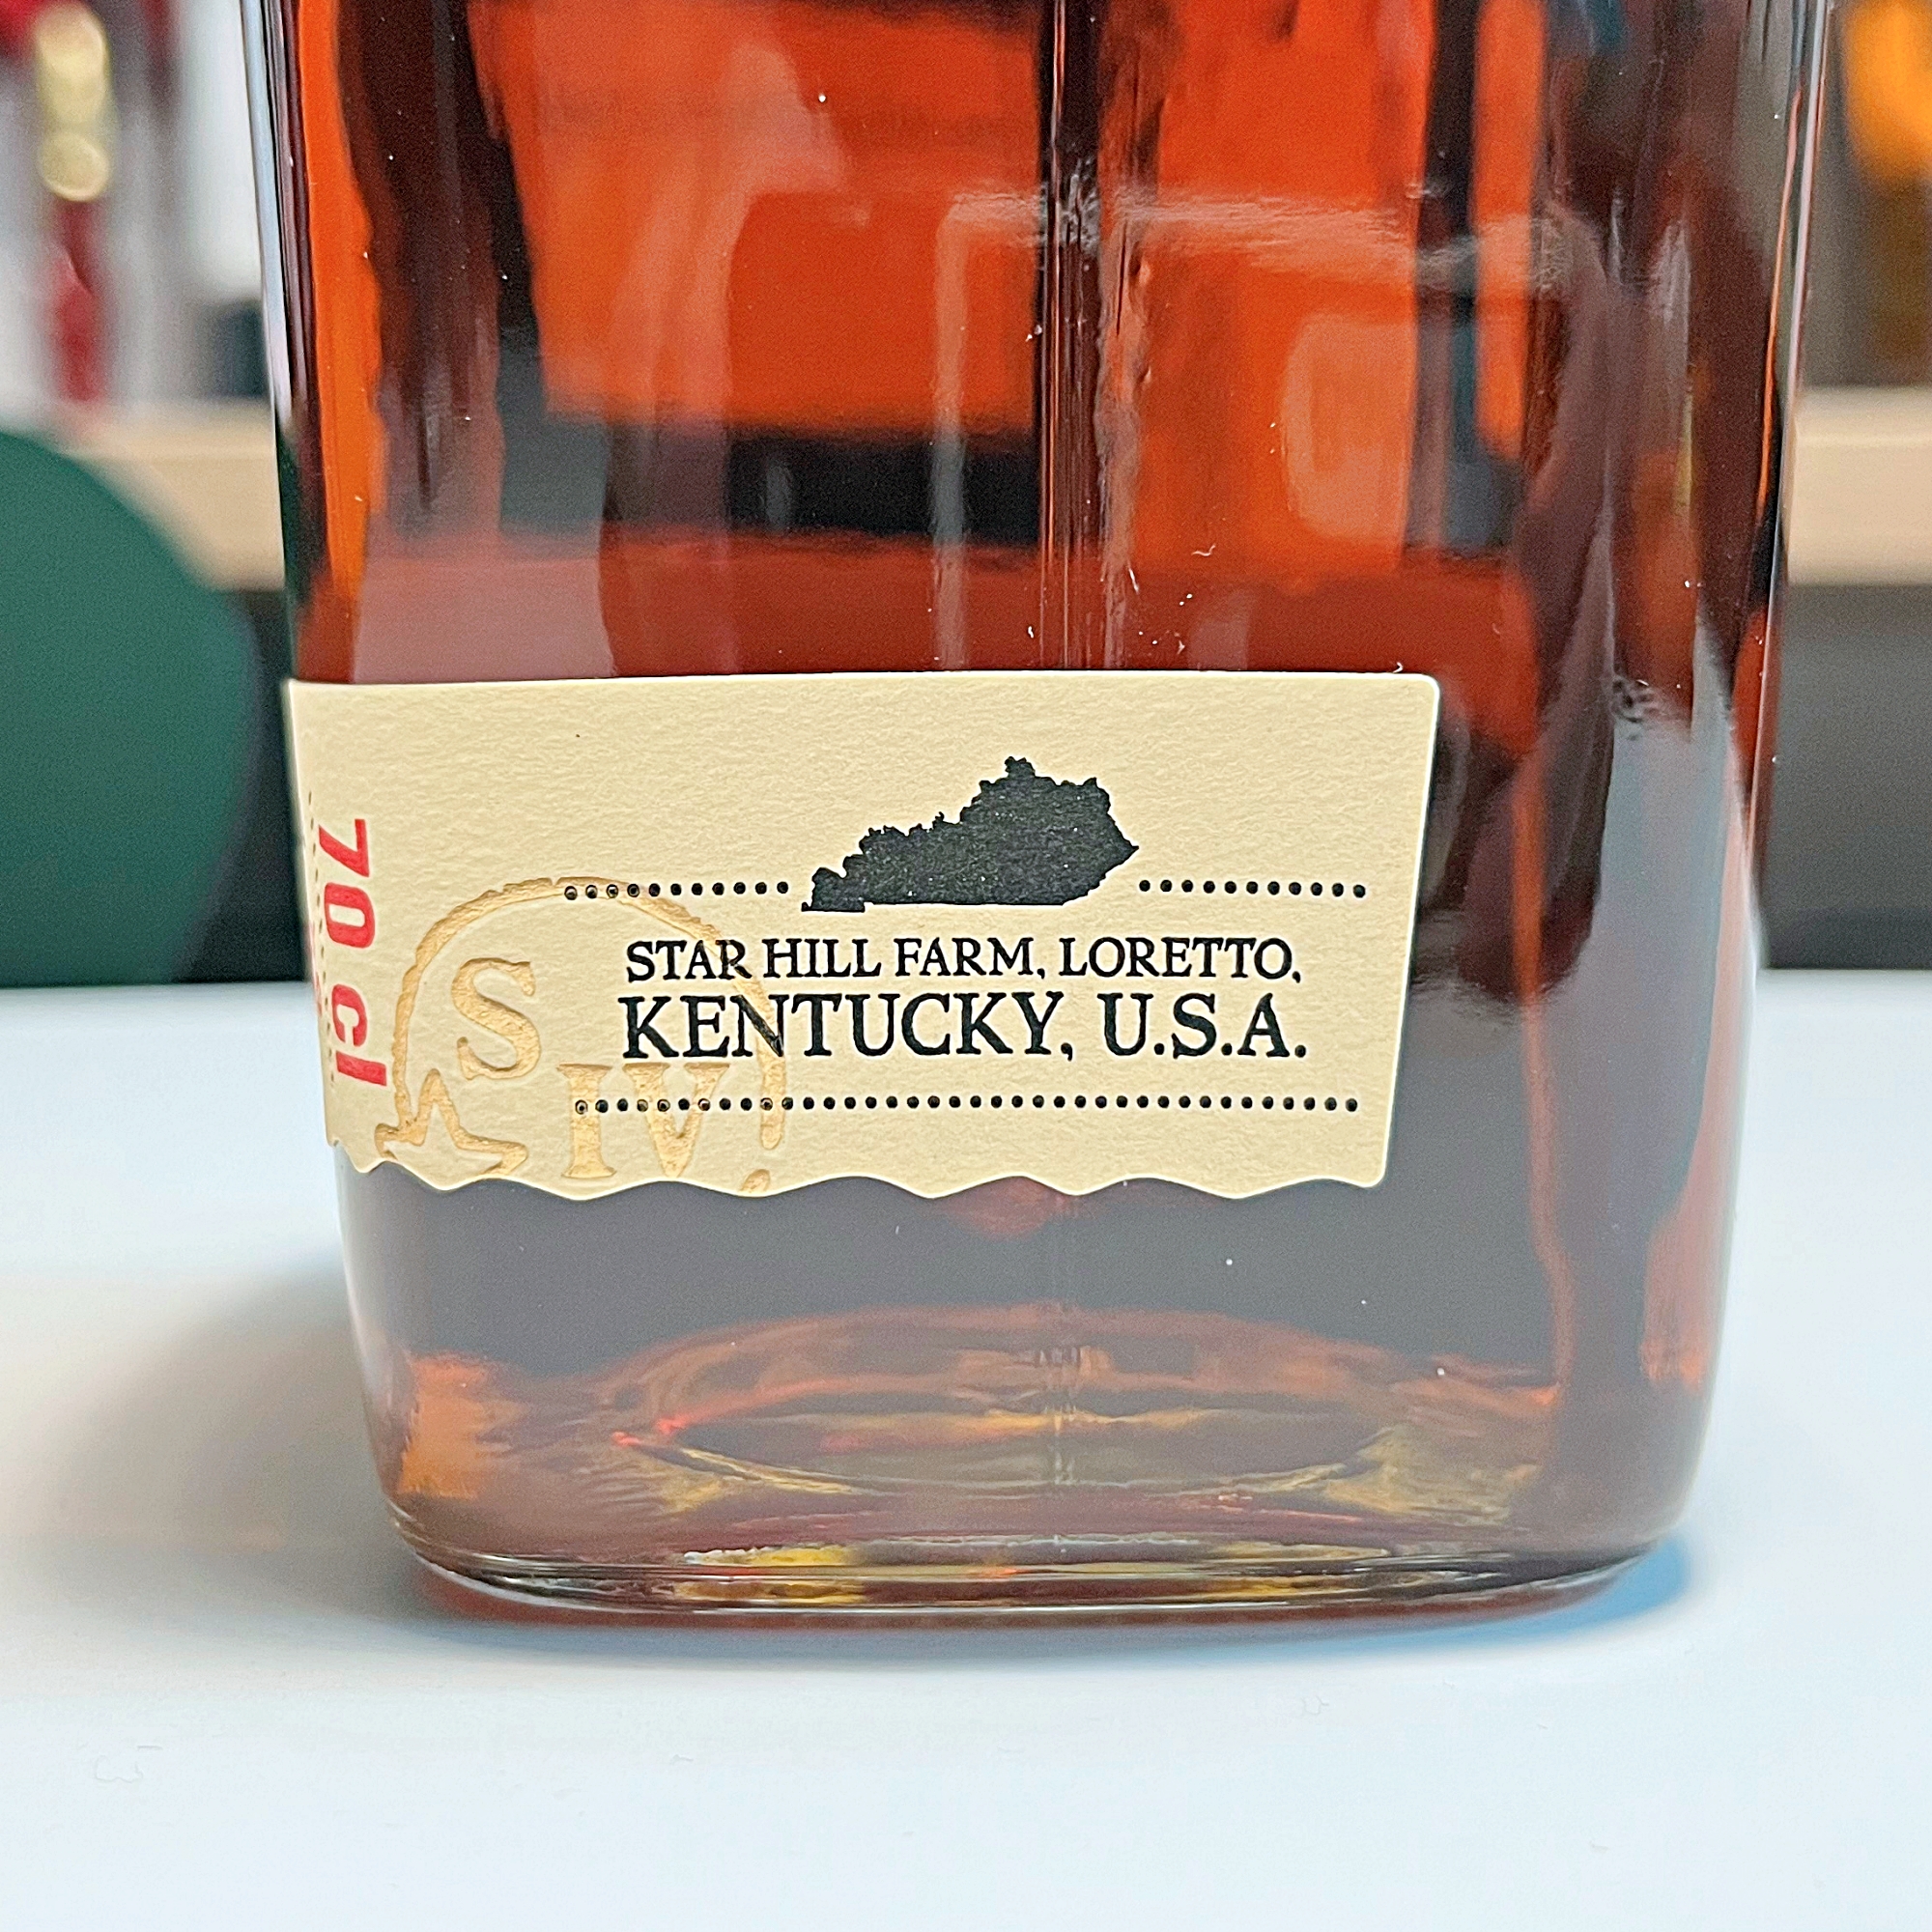 70 cl
S
IV
STAR HILL FARM, LORETTO,
KENTUCKY, U.S.A.